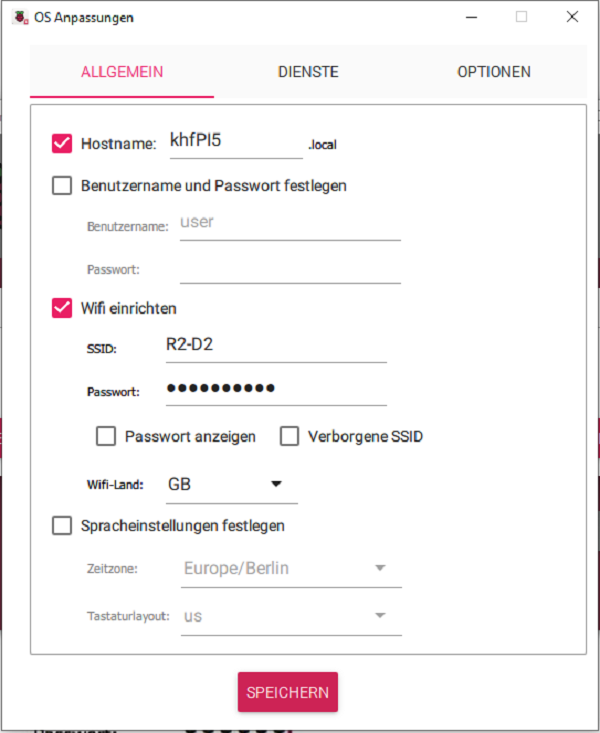 OS Anpassungen
ALLGEMEIN DIENSTE OPTIONEN
Hostname: khfPI5 .local
Benutzername und Passwort festlegen
Benutzername: user
Passwort:
Wifi einrichten
SSID: R2-D2
Passwort: ●●●●●●●●●●
Passwort anzeigen Verborgene SSID
Wifi-Land: GB
Spracheinstellungen festlegen
Zeitzone: Europe/Berlin
Tastaturlayout: us
SPEICHERN